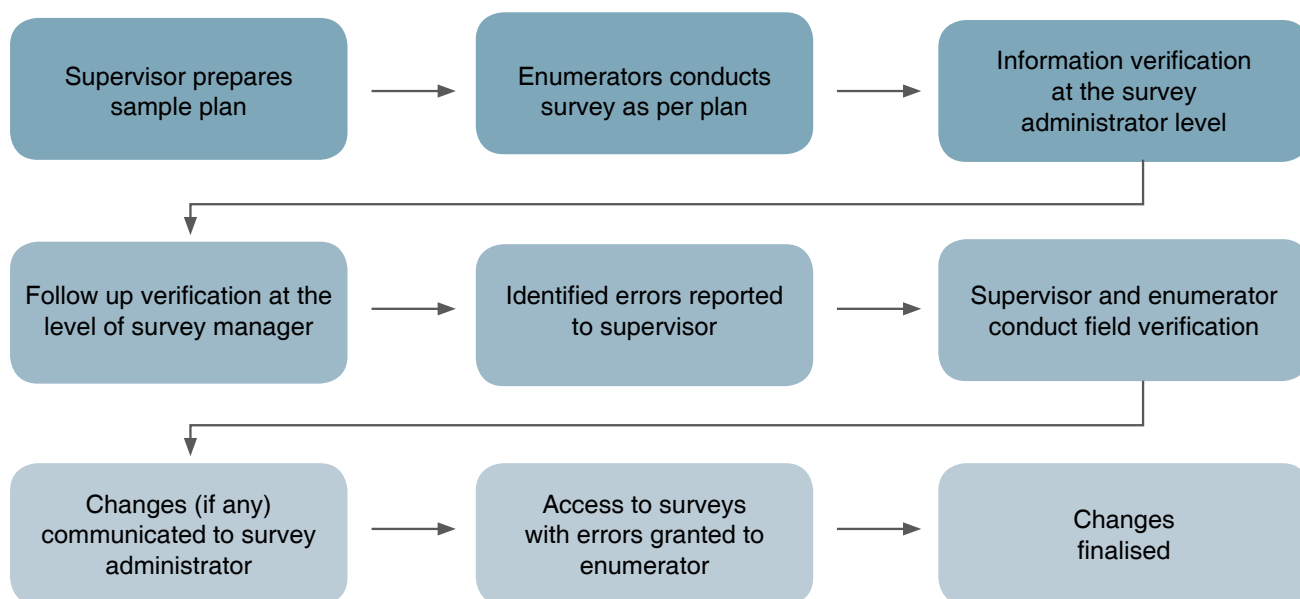 Supervisor prepares
sample plan
Enumerators conducts
survey as per plan
Information verification
at the survey
administrator level
Follow up verification at the
level of survey manager
Identified errors reported
to supervisor
Supervisor and enumerator
conduct field verification
Changes (if any)
communicated to survey
administrator
Access to surveys
with errors granted to
enumerator
Changes
finalised